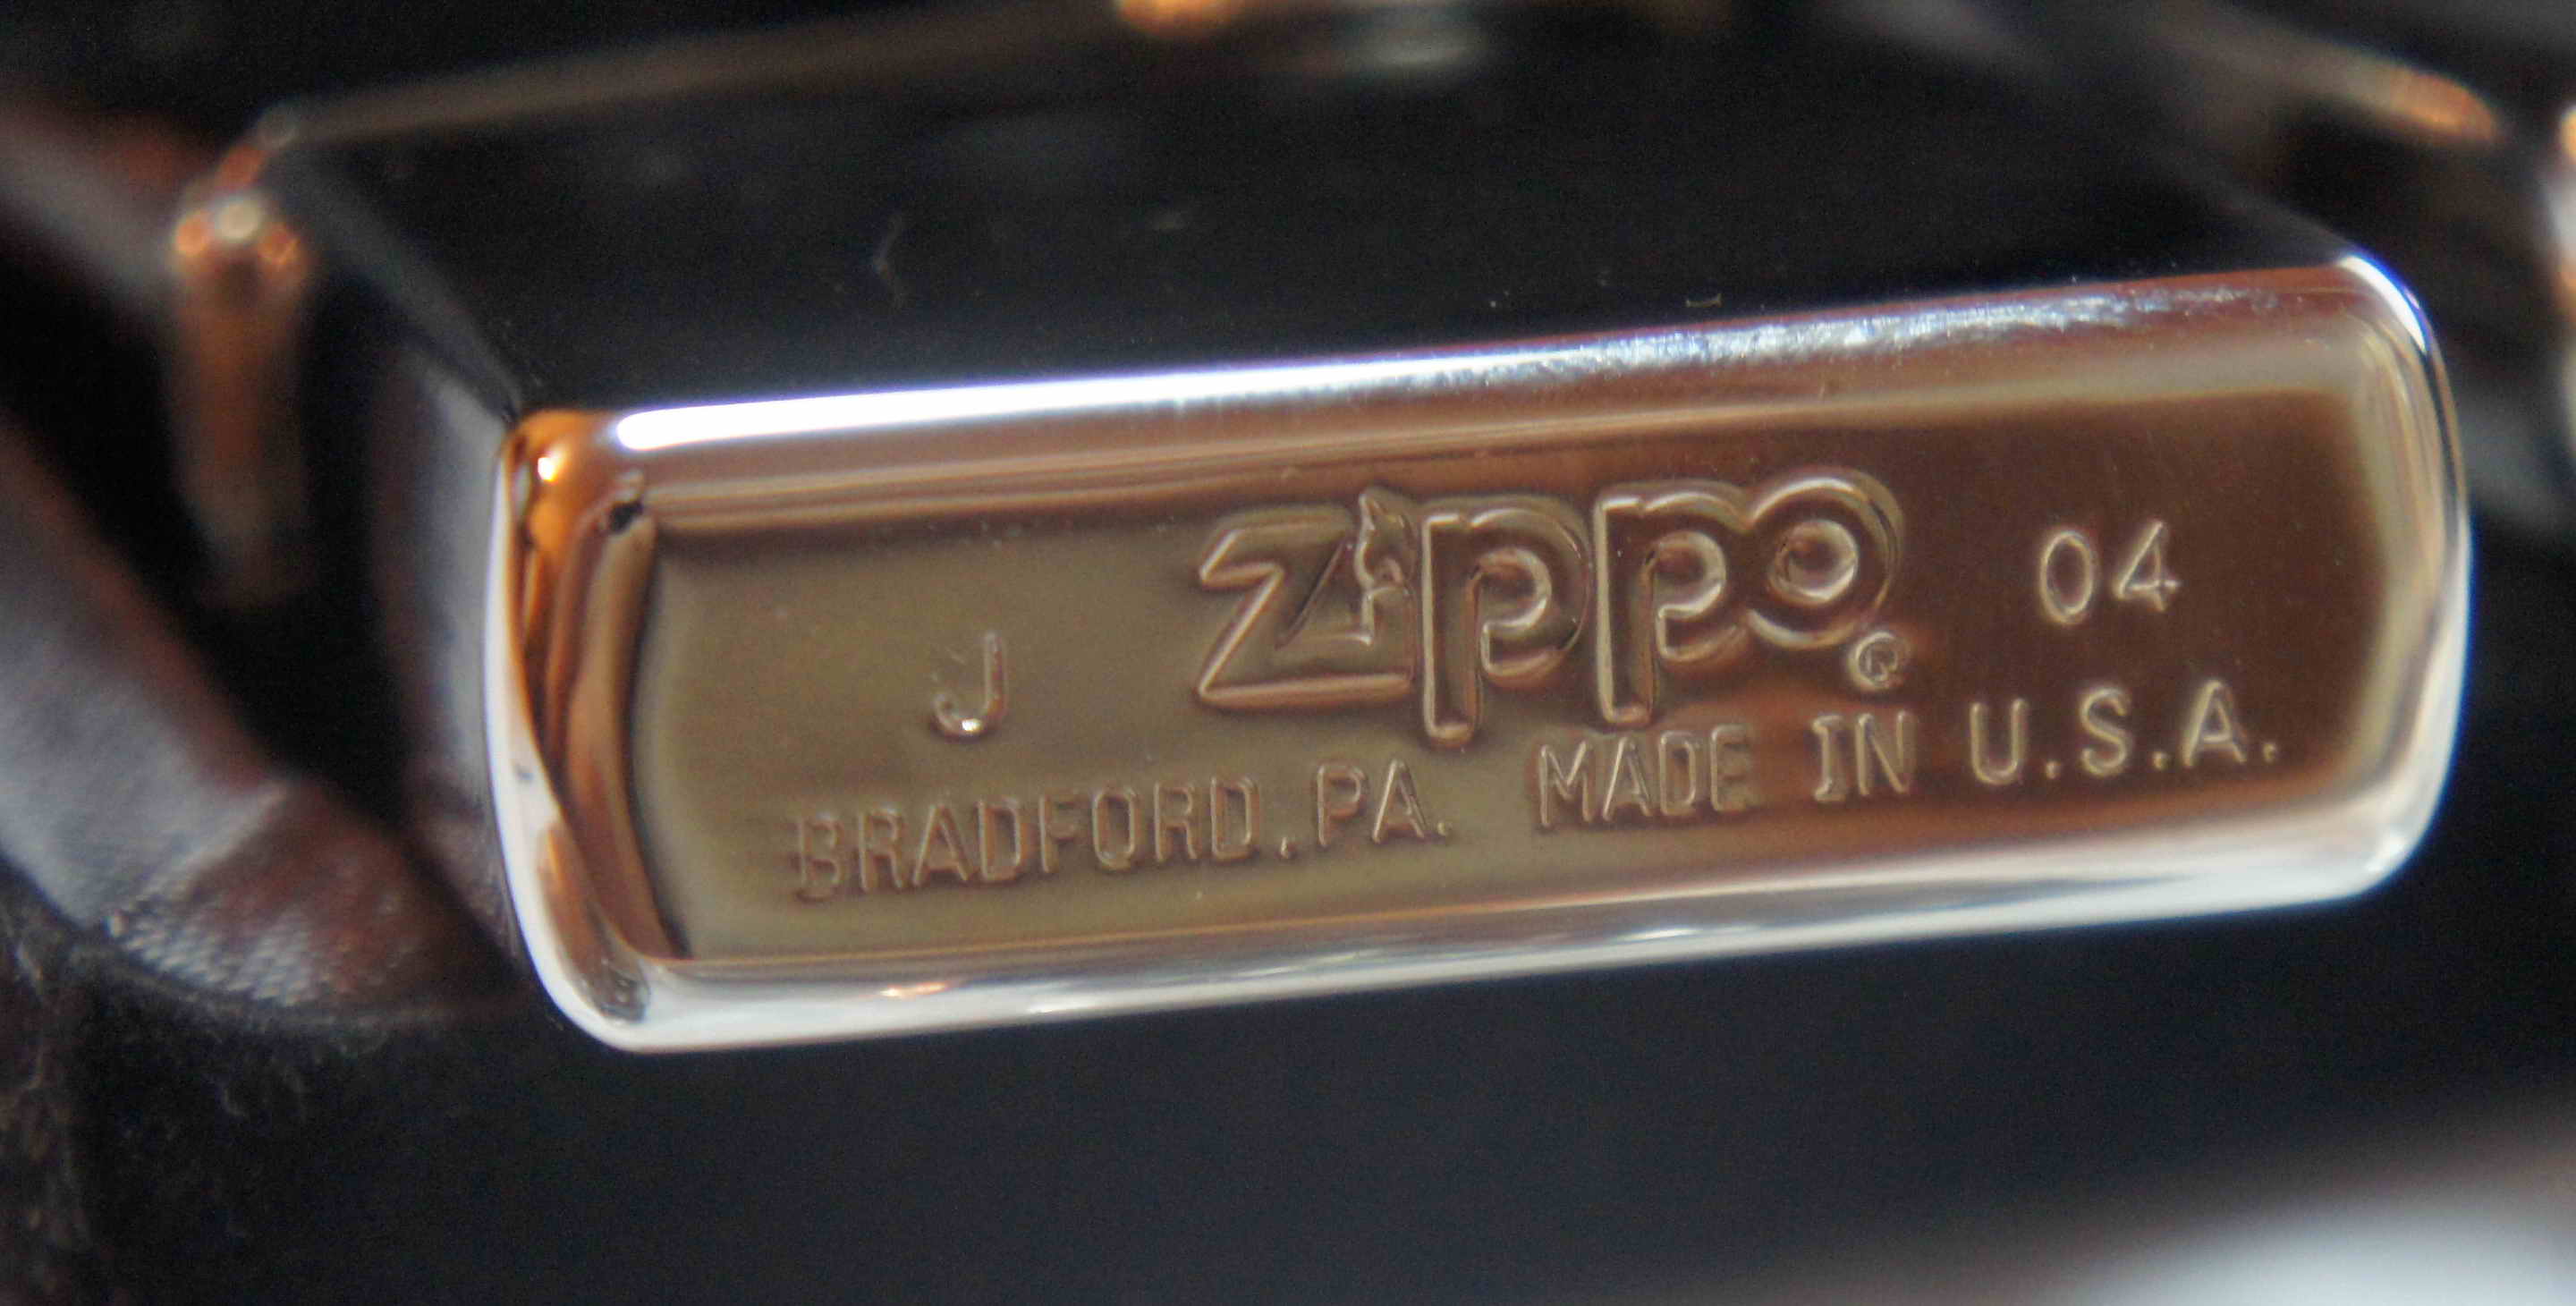 J zippo ® 04
BRADFORD, PA. MADE IN U.S.A.